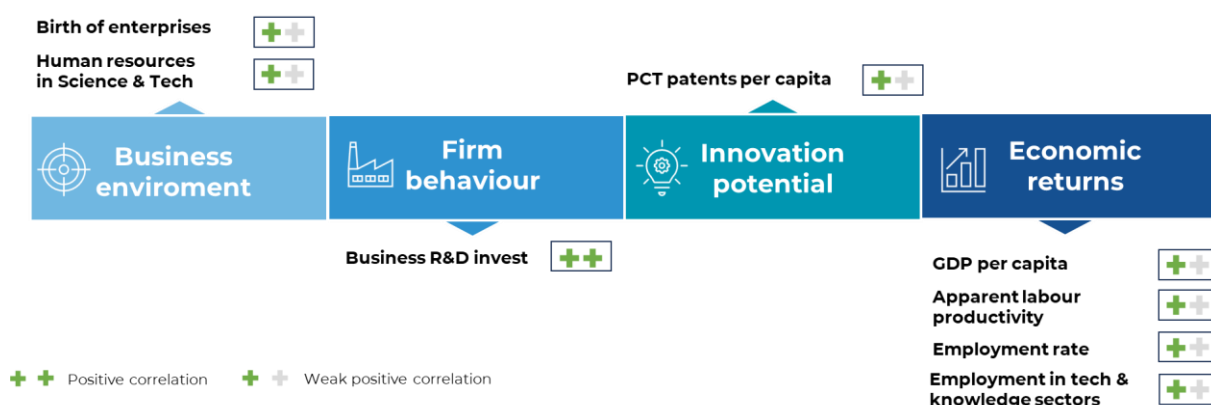 Birth of enterprises
Human resources
in Science & Tech
PCT patents per capita
Business
enviroment
Firm
behaviour
Innovation
potential
Economic
returns
Business R&D invest
GDP per capita
Apparent labour
productivity
Employment rate
Employment in tech &
knowledge sectors
Positive correlation
Weak positive correlation